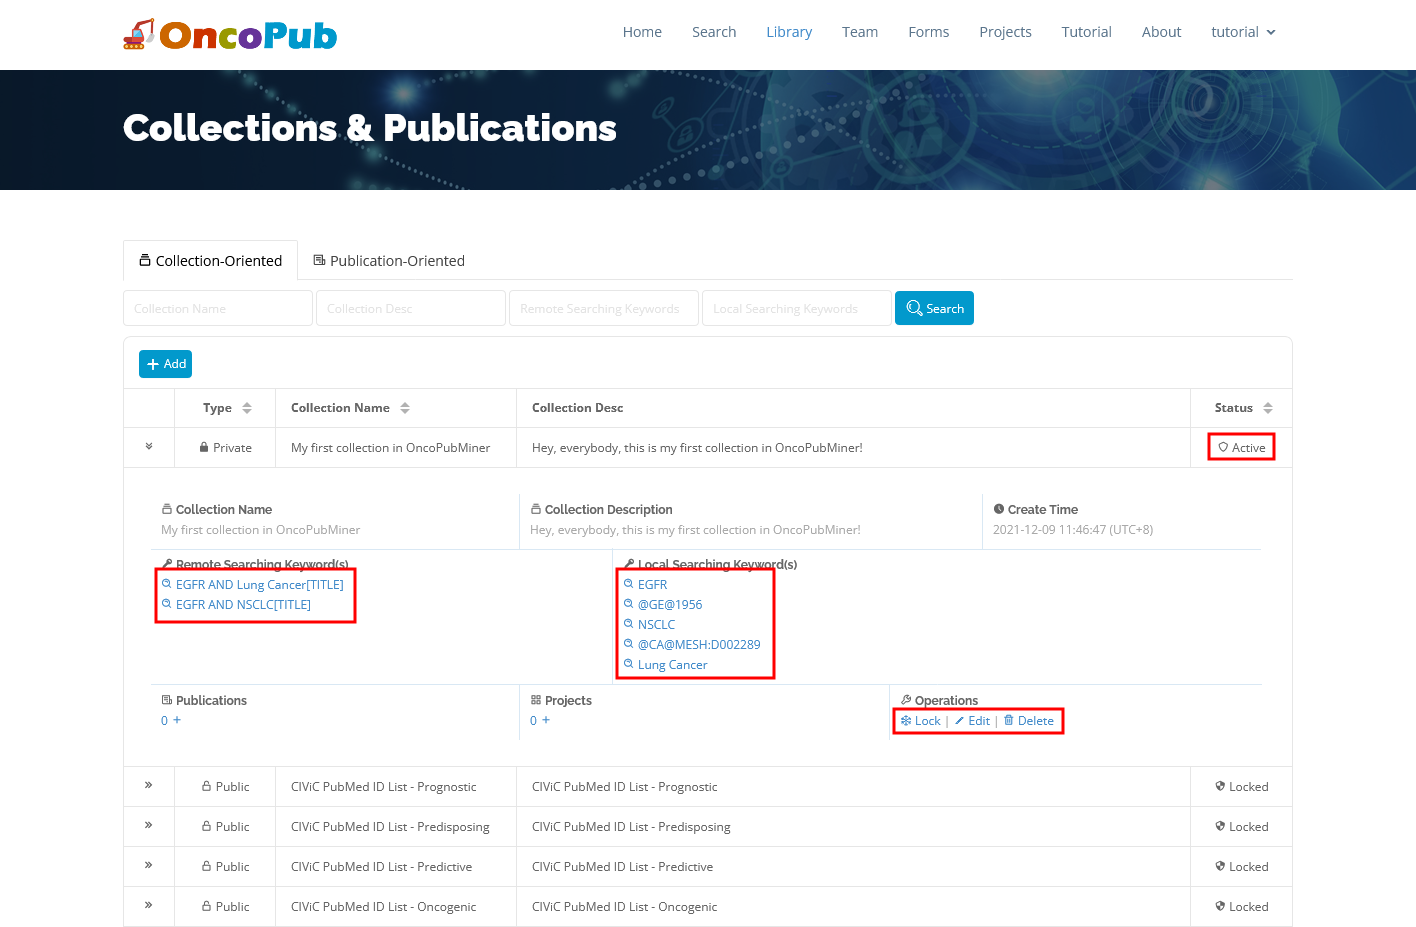 OncoPub
Home Search Library Team Forms Projects Tutorial About tutorial
Collections & Publications
Collection-Oriented Publication-Oriented
Collection Name Collection Desc Remote Searching Keywords Local Searching Keywords Search
Add
Type Collection Name Collection Desc Status
Private My first collection in OncoPubMiner Hey, everybody, this is my first collection in OncoPubMiner! Active
Collection Name Collection Description Create Time
My first collection in OncoPubMiner Hey, everybody, this is my first collection in OncoPubMiner! 2021-12-09 11:46:47 (UTC+8)
Remote Searching Keyword(s) Local Searching Keyword(s)
EGFR AND Lung Cancer[TITLE] EGFR
EGFR AND NSCLC[TITLE] @GE@1956
NSCLC
@CA@MESH:D002289
Lung Cancer
Publications Projects Operations
0 + 0 + Lock | Edit | Delete
Public CIViC PubMed ID List - Prognostic CIViC PubMed ID List - Prognostic Locked
Public CIViC PubMed ID List - Predisposing CIViC PubMed ID List - Predisposing Locked
Public CIViC PubMed ID List - Predictive CIViC PubMed ID List - Predictive Locked
Public CIViC PubMed ID List - Oncogenic CIViC PubMed ID List - Oncogenic Locked